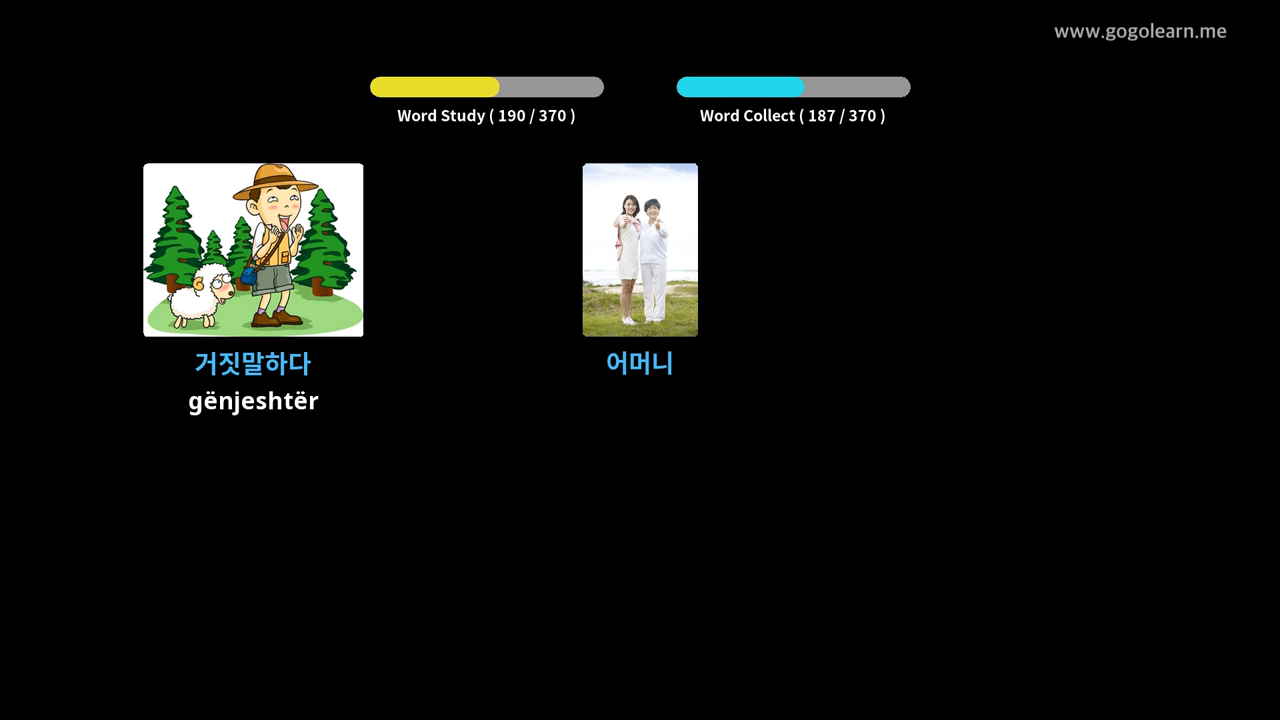 www.gogolearn.me
Word Study ( 190 / 370 )
Word Collect ( 187 / 370 )
거짓말하다
gënjeshtër
어머니